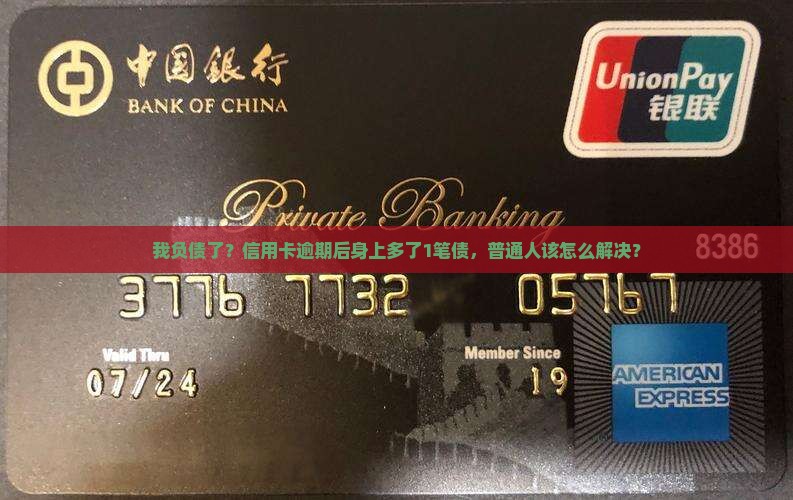 中国銀行
BANK OF CHINA
UnionPay
银联
Private Banking
我负债了？信用卡逾期后身上多了1笔债，普通人该怎么解决？
8386
3776 7732 05767
Valid Thru
07/24
Member Since
19
AMERICAN
EXPRESS